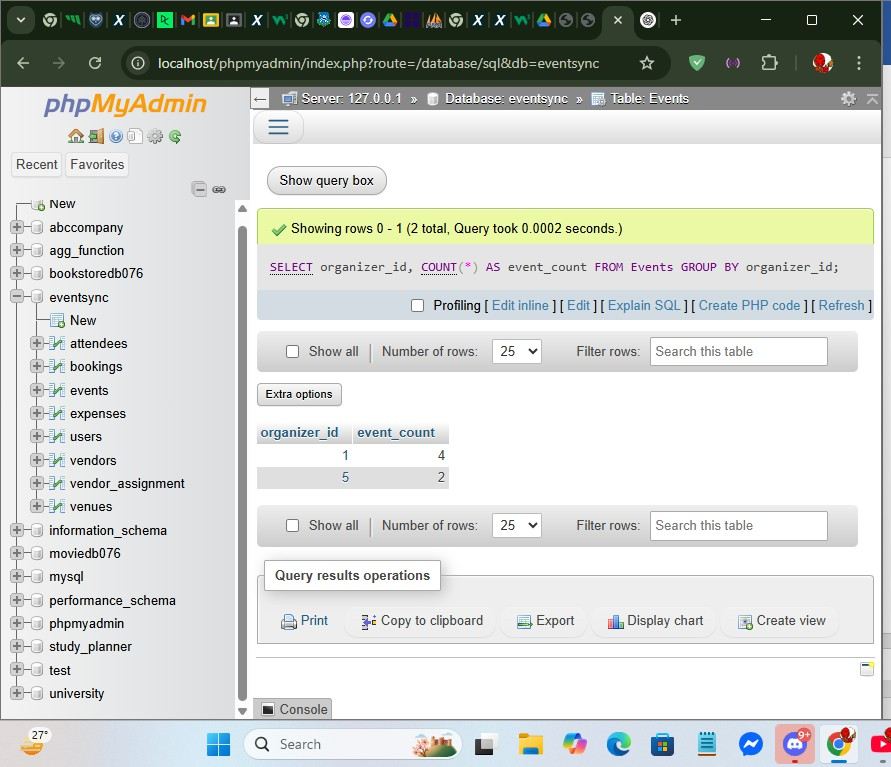 localhost/phpmyadmin/index.php?route=/database/sql&db=eventsync
phpMyAdmin
Recent Favorites
New
abccompany
agg_function
bookstoredb076
eventsync
New
attendees
bookings
events
expenses
users
vendors
vendor_assignment
venues
information_schema
moviedb076
mysql
performance_schema
phpmyadmin
study_planner
test
university
Server: 127.0.0.1 » Database: eventsync » Table: Events
Show query box
Showing rows 0 - 1 (2 total, Query took 0.0002 seconds.)
SELECT organizer_id, COUNT(*) AS event_count FROM Events GROUP BY organizer_id;
Profiling [ Edit inline ] [ Edit ] [ Explain SQL ] [ Create PHP code ] [ Refresh ]
Show all Number of rows: 25 Filter rows: Search this table
Extra options
organizer_id event_count
1 4
5 2
Show all Number of rows: 25 Filter rows: Search this table
Query results operations
Print Copy to clipboard Export Display chart Create view
Console
27° Search 9+